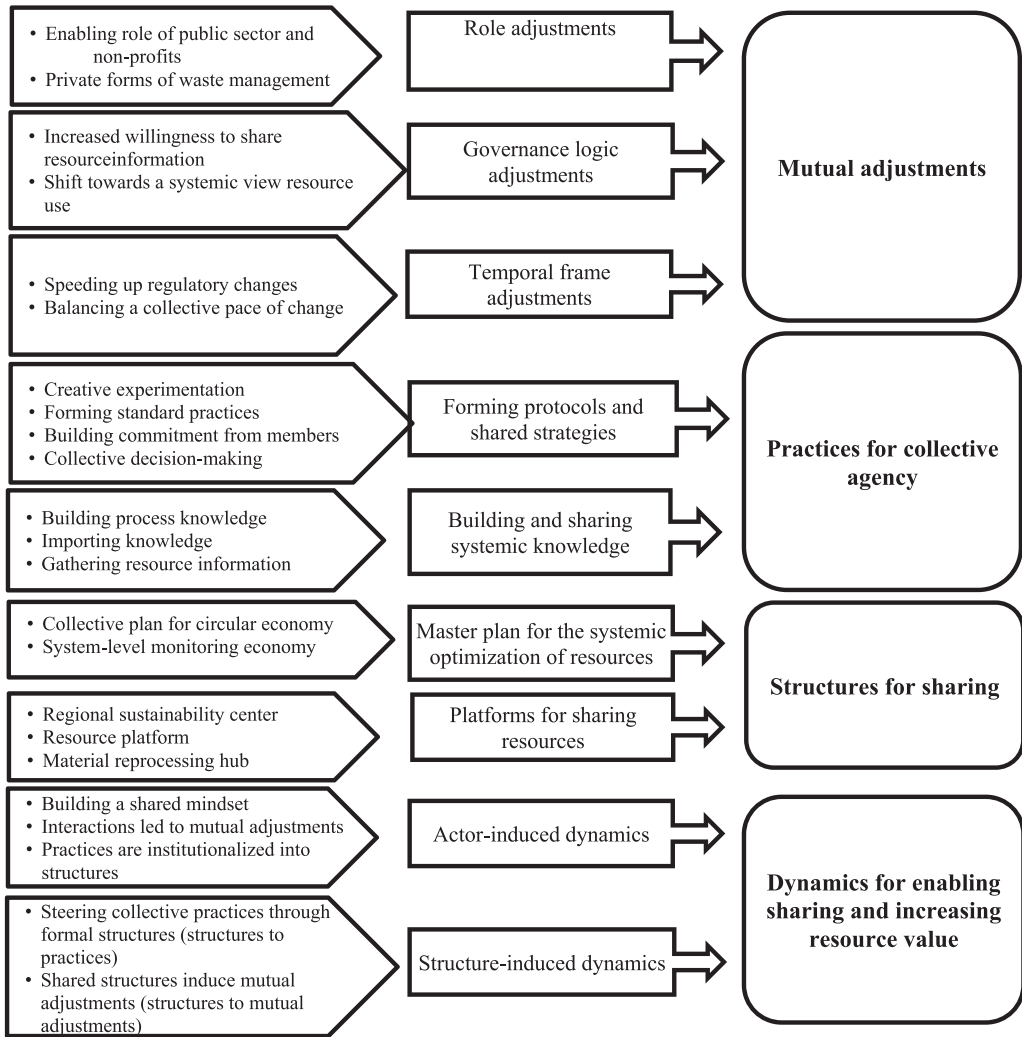 • Enabling role of public sector and
non-profits
• Private forms of waste management
Role adjustments
• Increased willingness to share
resourceinformation
• Shift towards a systemic view resource
use
Governance logic
adjustments
Mutual adjustments
• Speeding up regulatory changes
• Balancing a collective pace of change
Temporal frame
adjustments
• Creative experimentation
• Forming standard practices
• Building commitment from members
• Collective decision-making
Forming protocols and
shared strategies
Practices for collective
agency
• Building process knowledge
• Importing knowledge
• Gathering resource information
Building and sharing
systemic knowledge
• Collective plan for circular economy
• System-level monitoring economy
Master plan for the systemic
optimization of resources
Structures for sharing
• Regional sustainability center
• Resource platform
• Material reprocessing hub
Platforms for sharing
resources
• Building a shared mindset
• Interactions led to mutual adjustments
• Practices are institutionalized into
structures
Actor-induced dynamics
Dynamics for enabling
sharing and increasing
resource value
• Steering collective practices through
formal structures (structures to
practices)
• Shared structures induce mutual
adjustments (structures to mutual
adjustments)
Structure-induced dynamics